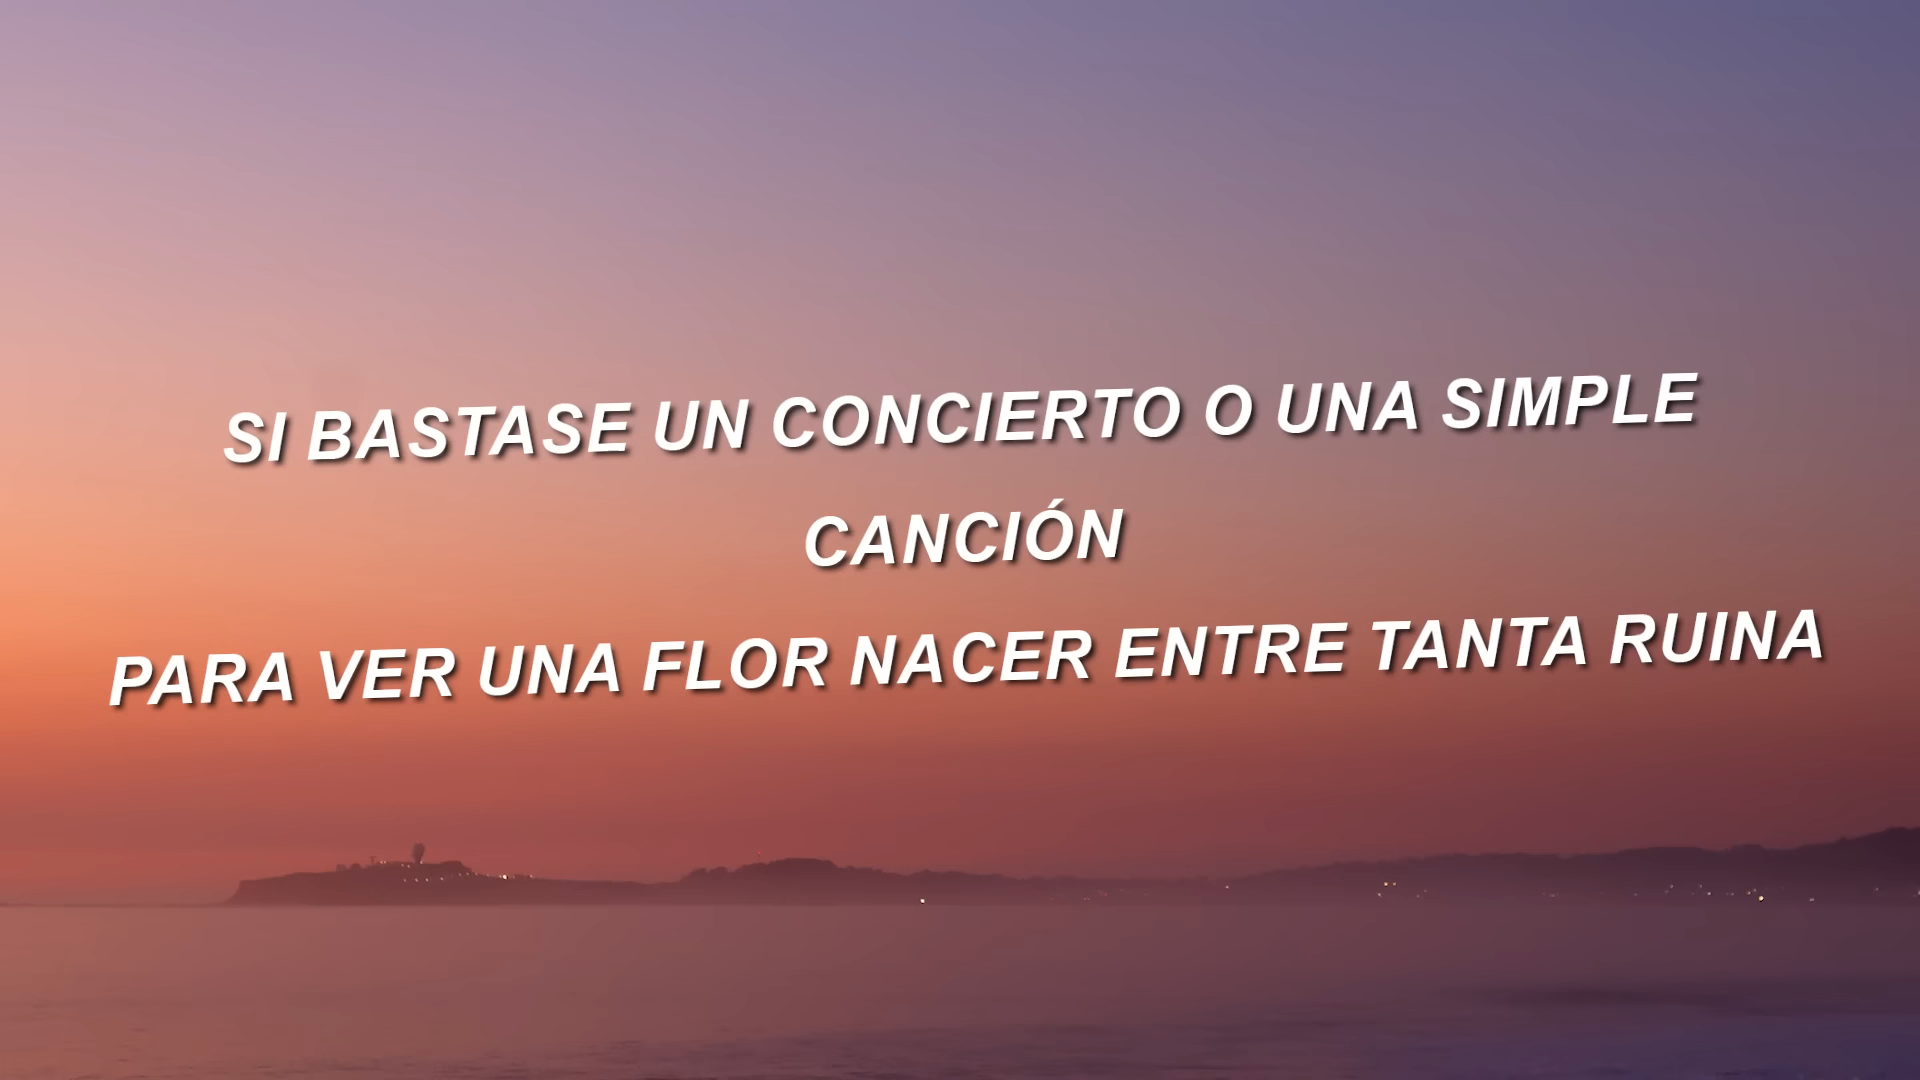 SI BASTASE UN CONCIERTO O UNA SIMPLE
CANCIÓN
PARA VER UNA FLOR NACER ENTRE TANTA RUINA